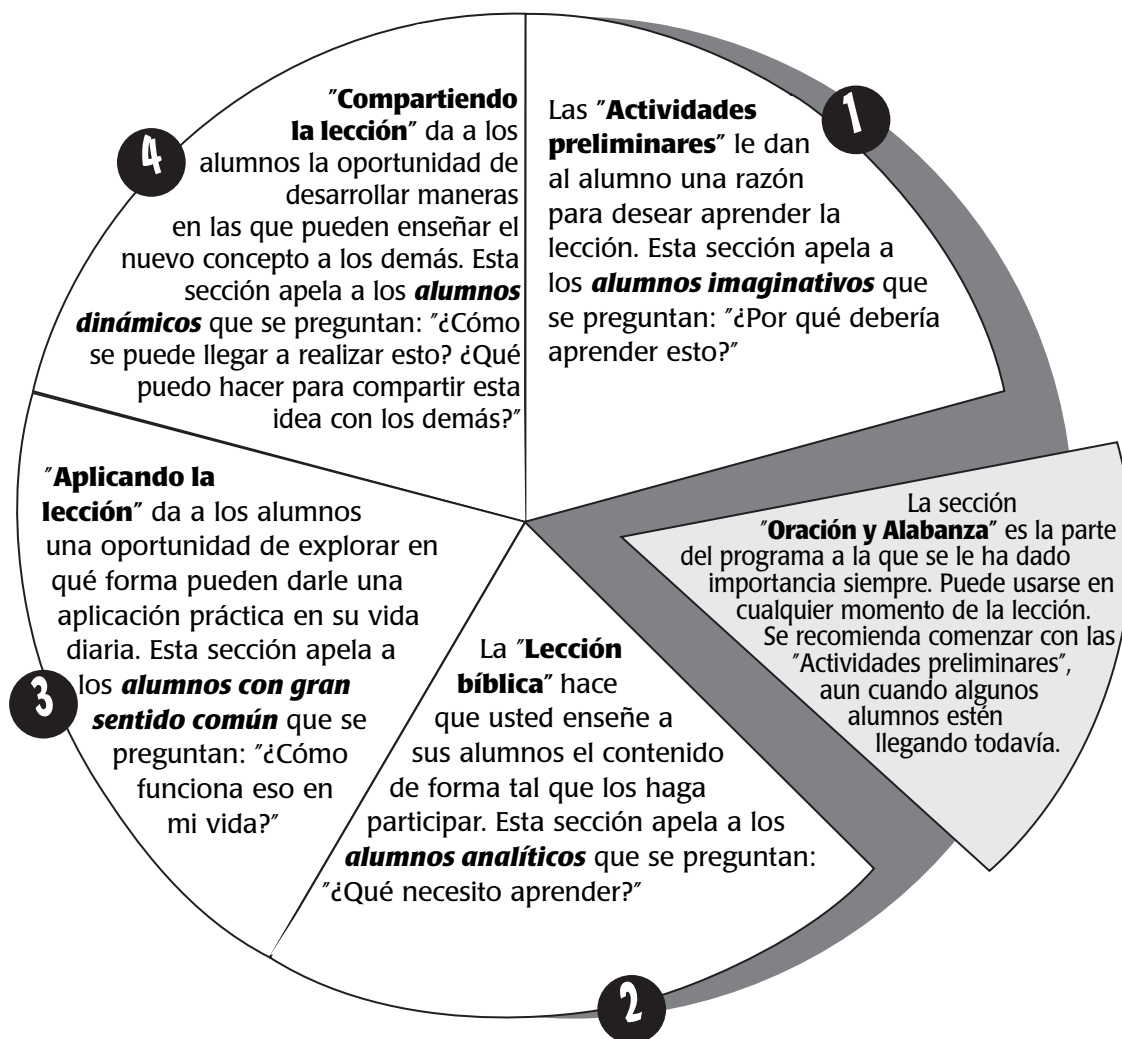 1
Las "Actividades
preliminares" le dan
al alumno una razón
para desear aprender la
lección. Esta sección apela a
los alumnos imaginativos que
se preguntan: "¿Por qué debería
aprender esto?"
La sección
"Oración y Alabanza" es la parte
del programa a la que se le ha dado
importancia siempre. Puede usarse en
cualquier momento de la lección.
Se recomienda comenzar con las
"Actividades preliminares",
aun cuando algunos
alumnos estén
llegando todavía.
2
La "Lección
bíblica" hace
que usted enseñe a
sus alumnos el contenido
de forma tal que los haga
participar. Esta sección apela a los
alumnos analíticos que se preguntan:
"¿Qué necesito aprender?"
3
"Aplicando la
lección" da a los alumnos
una oportunidad de explorar en
qué forma pueden darle una
aplicación práctica en su vida
diaria. Esta sección apela a
los alumnos con gran
sentido común que se
preguntan: "¿Cómo
funciona eso en
mi vida?"
4
"Compartiendo
la lección" da a los
alumnos la oportunidad de
desarrollar maneras
en las que pueden enseñar el
nuevo concepto a los demás. Esta
sección apela a los alumnos
dinámicos que se preguntan: "¿Cómo
se puede llegar a realizar esto? ¿Qué
puedo hacer para compartir esta
idea con los demás?"